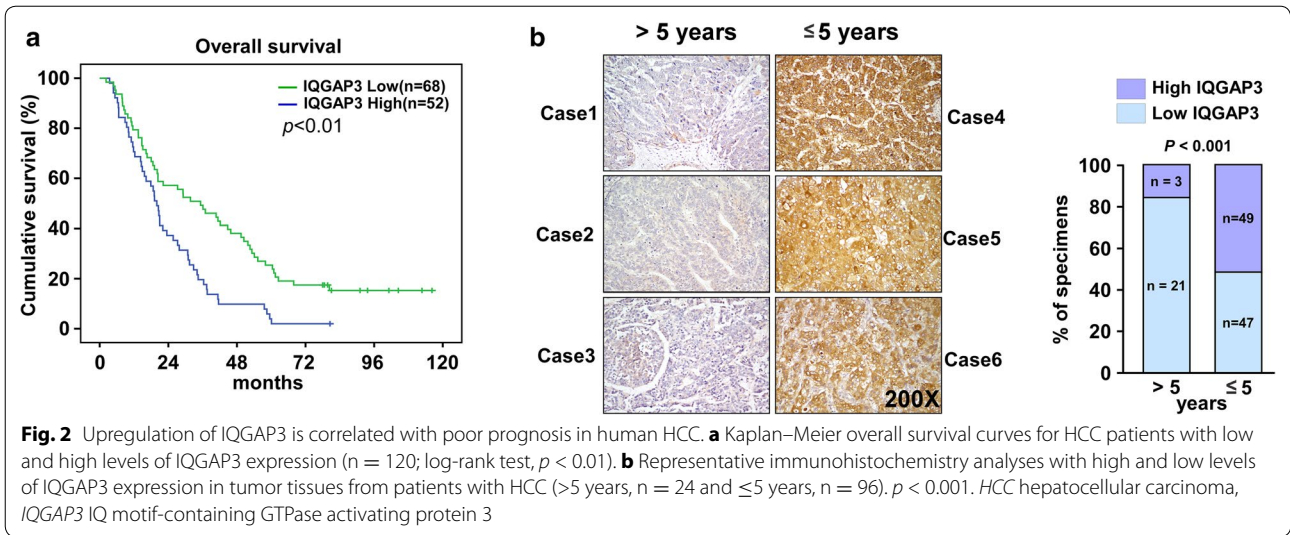 a
Overall survival
100
80
60
40
20
0
Cumulative survival (%)
IQGAP3 Low(n=68)
IQGAP3 High(n=52)
p<0.01
0 24 48 72 96 120
months
b
> 5 years ≤ 5 years
Case1 Case4
Case2 Case5
Case3 Case6
200X
High IQGAP3
Low IQGAP3
P < 0.001
100
80
60
40
20
0
% of specimens
n = 3
n = 21
n=49
n=47
> 5 ≤ 5
years
Fig. 2 Upregulation of IQGAP3 is correlated with poor prognosis in human HCC. a Kaplan–Meier overall survival curves for HCC patients with low
and high levels of IQGAP3 expression (n = 120; log-rank test, p < 0.01). b Representative immunohistochemistry analyses with high and low levels
of IQGAP3 expression in tumor tissues from patients with HCC (>5 years, n = 24 and ≤5 years, n = 96). p < 0.001. HCC hepatocellular carcinoma,
IQGAP3 IQ motif-containing GTPase activating protein 3